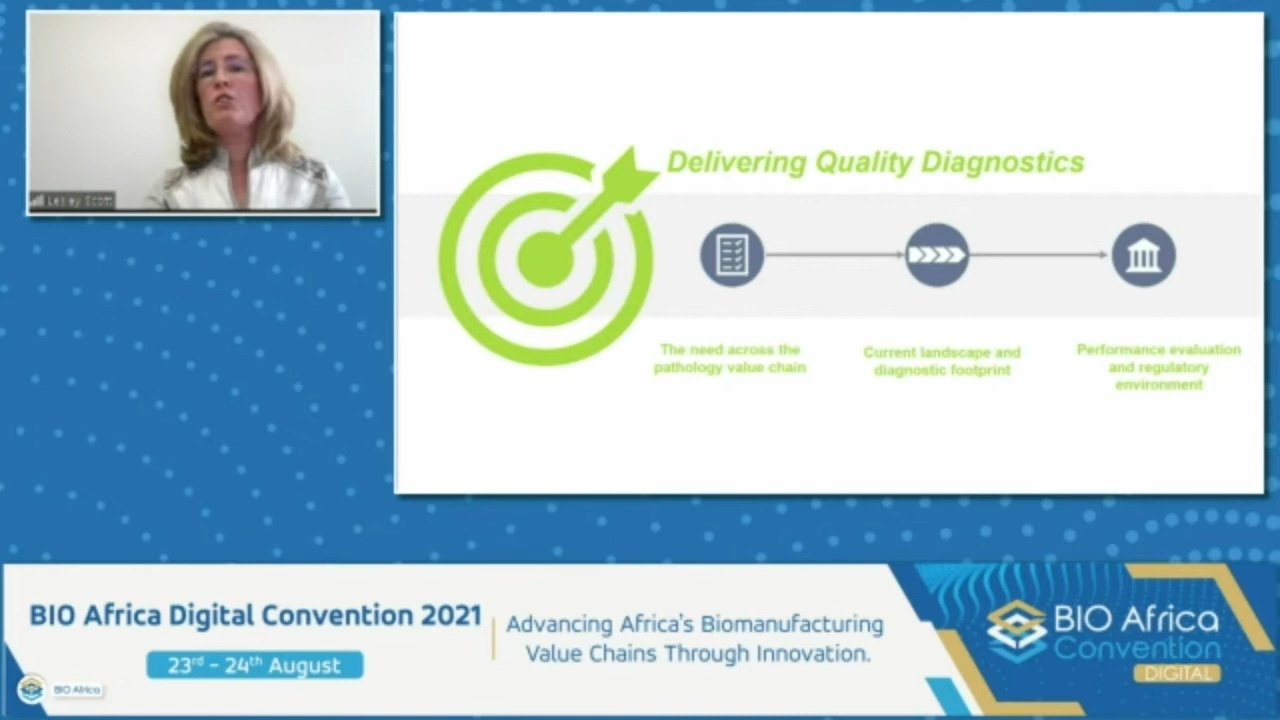 Lesley Scott
Delivering Quality Diagnostics
The need across the
pathology value chain
Current landscape and
diagnostic footprint
Performance evaluation
and regulatory
environment
BIO Africa Digital Convention 2021
23rd - 24th August
Advancing Africa's Biomanufacturing
Value Chains Through Innovation.
BIO Africa
Convention
DIGITAL
BIO Africa